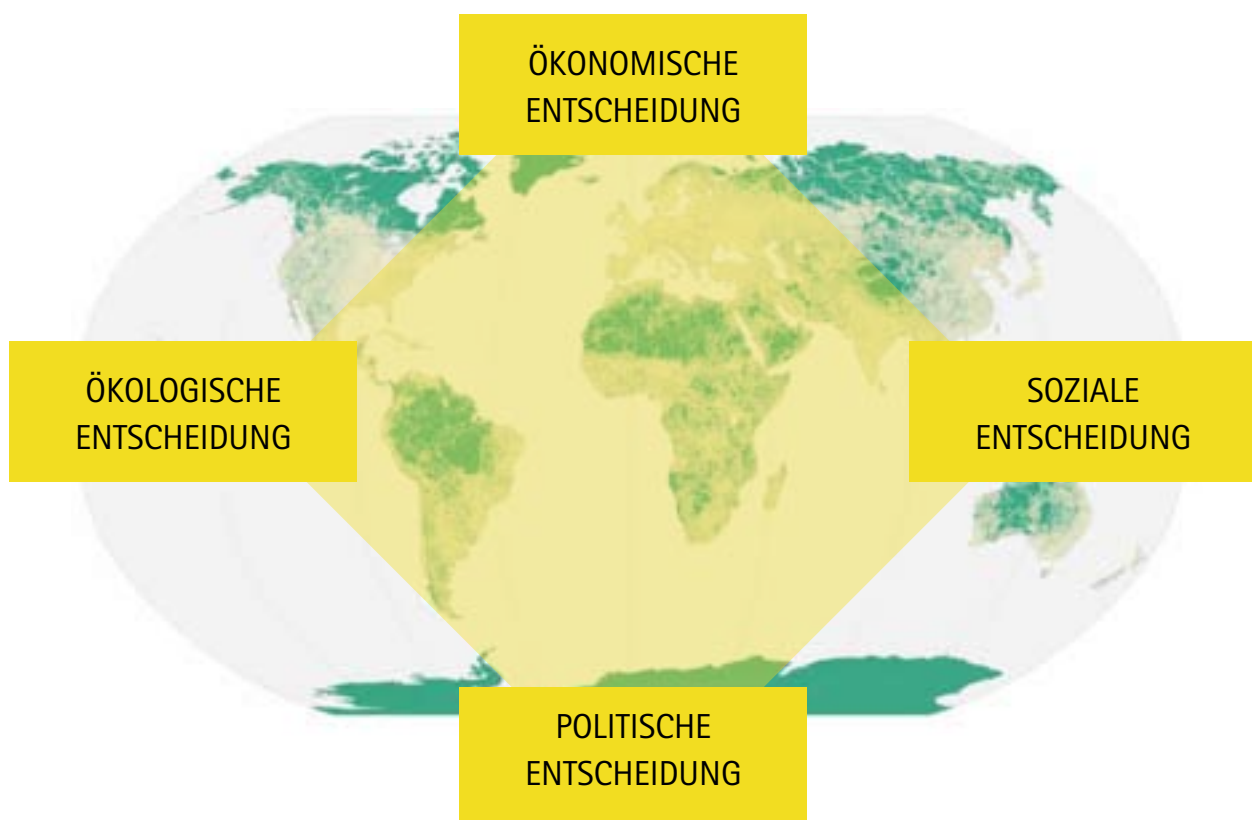 ÖKONOMISCHE
ENTSCHEIDUNG
ÖKOLOGISCHE
ENTSCHEIDUNG
SOZIALE
ENTSCHEIDUNG
POLITISCHE
ENTSCHEIDUNG